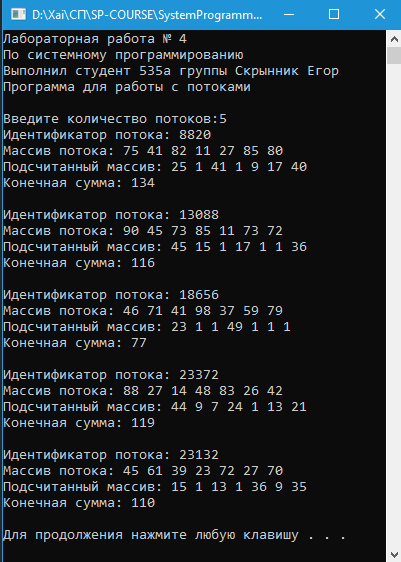 D:\Xai\СП\SP-COURSE\SystemProgramm...
Лабораторная работа № 4
По системному программированию
Выполнил студент 535а группы Скрынник Егор
Программа для работы с потоками
Введите количество потоков:5
Идентификатор потока: 8820
Массив потока: 75 41 82 11 27 85 80
Подсчитанный массив: 25 1 41 1 9 17 40
Конечная сумма: 134
Идентификатор потока: 13088
Массив потока: 90 45 73 85 11 73 72
Подсчитанный массив: 45 15 1 17 1 1 36
Конечная сумма: 116
Идентификатор потока: 18656
Массив потока: 46 71 41 98 37 59 79
Подсчитанный массив: 23 1 1 49 1 1 1
Конечная сумма: 77
Идентификатор потока: 23372
Массив потока: 88 27 14 48 83 26 42
Подсчитанный массив: 44 9 7 24 1 13 21
Конечная сумма: 119
Идентификатор потока: 23132
Массив потока: 45 61 39 23 72 27 70
Подсчитанный массив: 15 1 13 1 36 9 35
Конечная сумма: 110
Для продолжения нажмите любую клавишу . . .